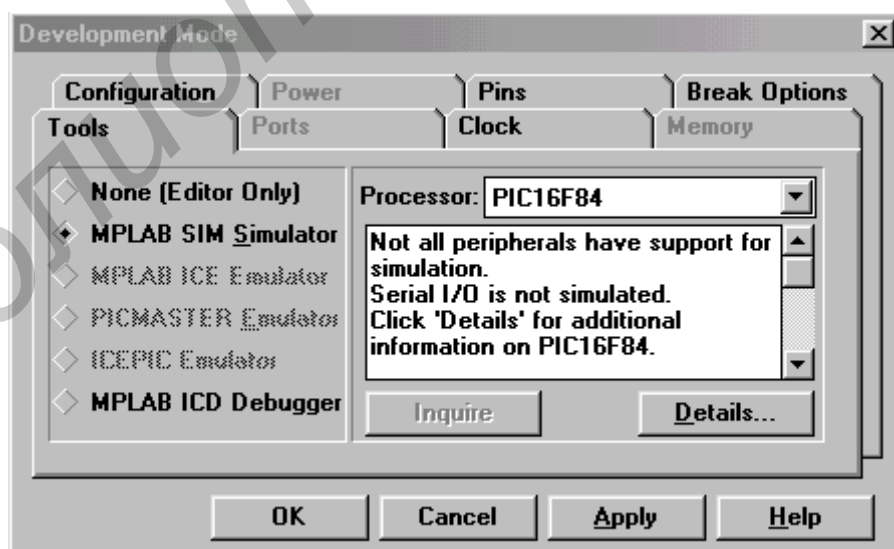 Development Mode
Configuration Power Pins Break Options
Tools Ports Clock Memory
None (Editor Only)
MPLAB SIM Simulator
MPLAB ICE Emulator
PICMASTER Emulator
ICEPIC Emulator
MPLAB ICD Debugger
Processor: PIC16F84
Not all peripherals have support for
simulation.
Serial I/O is not simulated.
Click 'Details' for additional
information on PIC16F84.
Inquire Details...
OK Cancel Apply Help